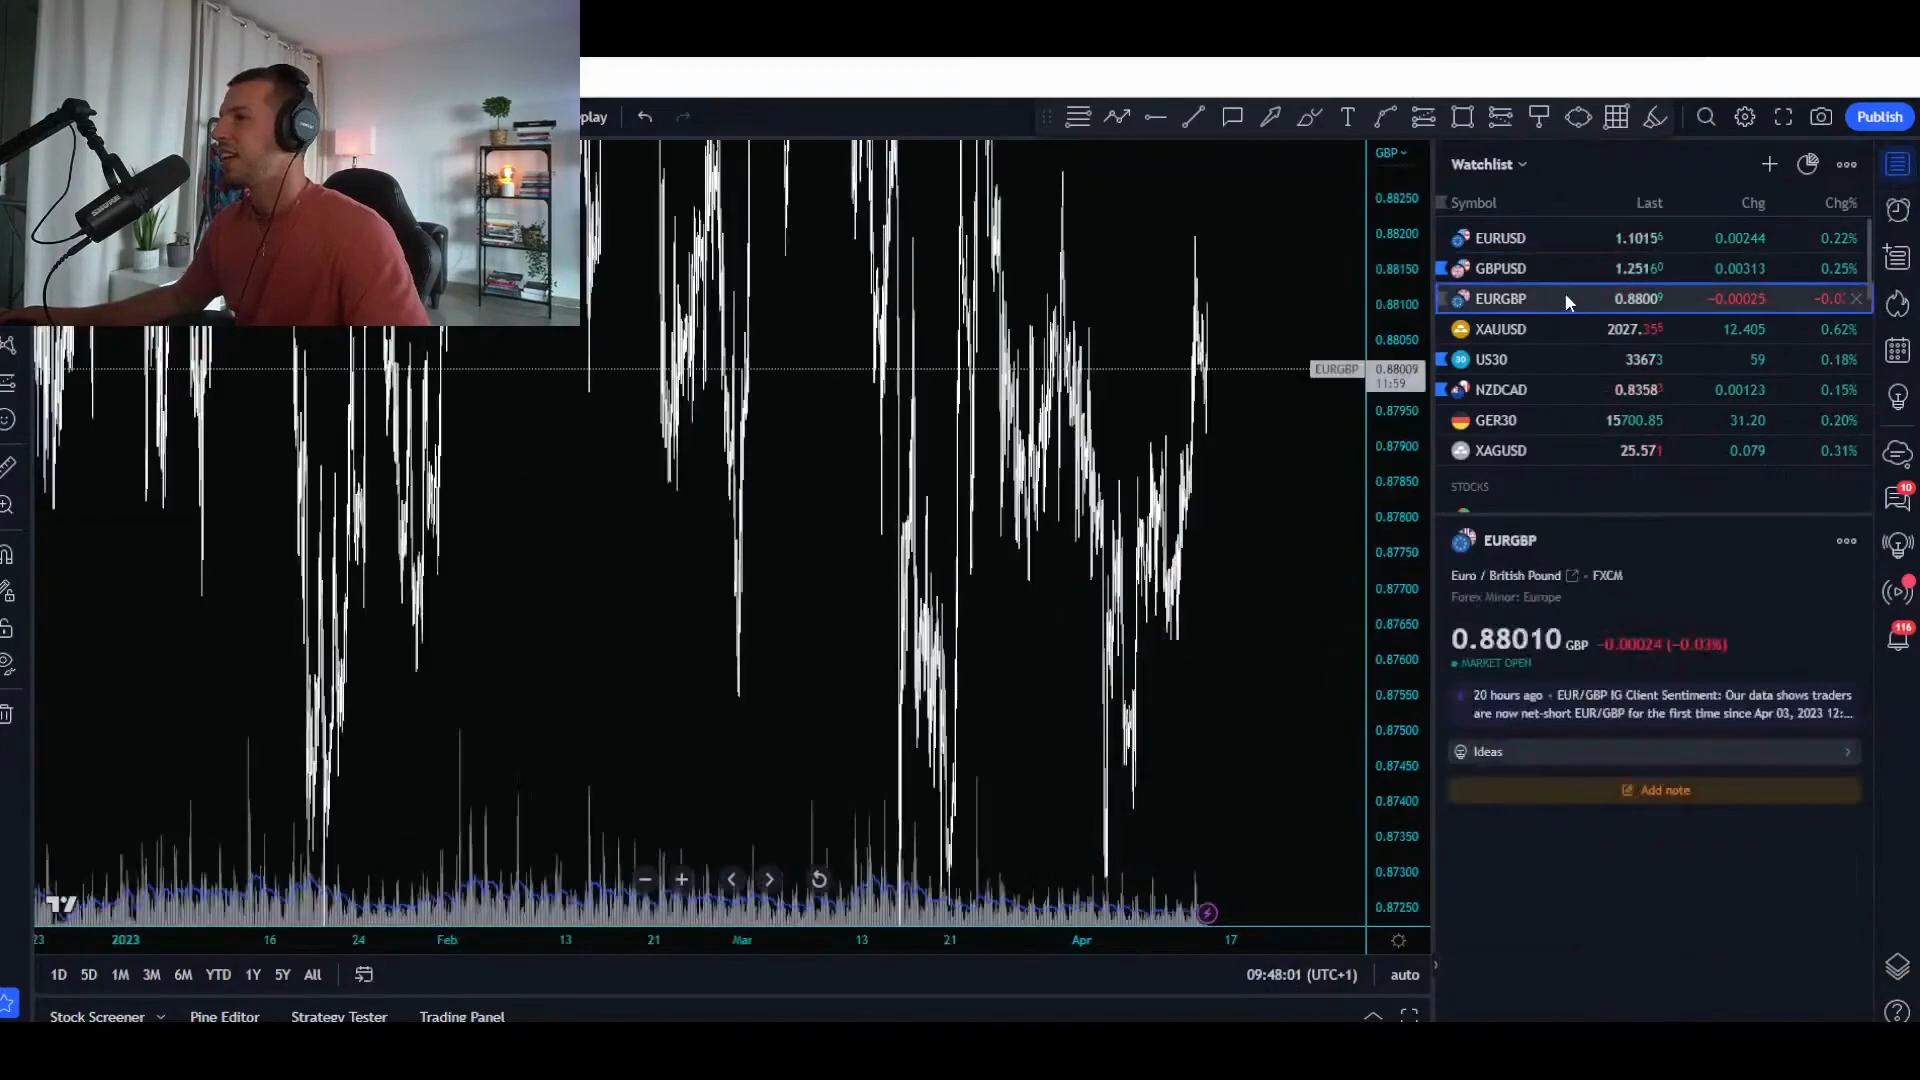 play
Publish
GBP
Watchlist
Symbol Last Chg Chg%
EURUSD 1.10156 0.00244 0.22%
GBPUSD 1.25160 0.00313 0.25%
EURGBP 0.88009 −0.00025
XAUUSD 2027.355 12.405 0.62%
US30 33673 59 0.18%
NZDCAD 0.8358 0.00123 0.15%
GER30 15700.85 31.20 0.20%
XAGUSD 25.571 0.079 0.31%
STOCKS
EURGBP
Euro / British Pound - FXCM
Forex Minor: Europe
0.88010 GBP −0.00024 (−0.03%)
MARKET OPEN
20 hours ago - EUR/GBP IG Client Sentiment: Our data shows traders
are now net-short EUR/GBP for the first time since Apr 03, 2023 12:...
Ideas
Add note
10
116
0.88250
0.88200
0.88150
0.88100
0.88050
EURGBP 0.88009
11:59
0.87950
0.87900
0.87850
0.87800
0.87750
0.87700
0.87650
0.87600
0.87550
0.87500
0.87450
0.87400
0.87350
0.87300
0.87250
23 2023 16 24 Feb 13 21 Mar 13 21 Apr 17
1D 5D 1M 3M 6M YTD 1Y 5Y All
09:48:01 (UTC+1) auto
Stock Screener Pine Editor Strategy Tester Trading Panel
SHURE